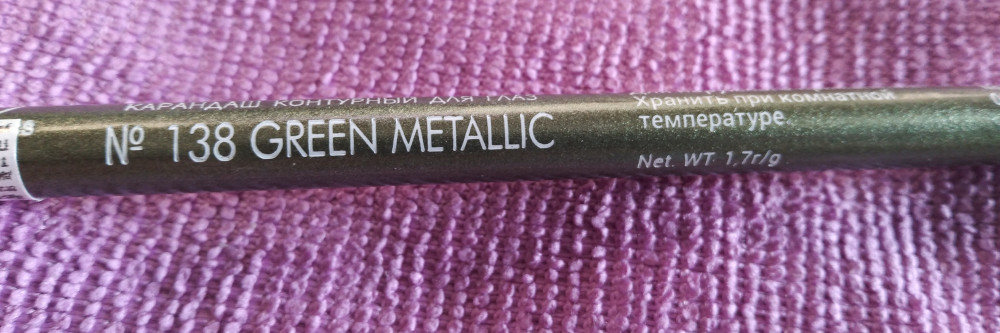 КАРАНДАШ КОНТУРНЫЙ ДЛЯ ГЛАЗ
№ 138 GREEN METALLIC
Хранить при комнатной
температуре.
Net. WT 1,7г/g